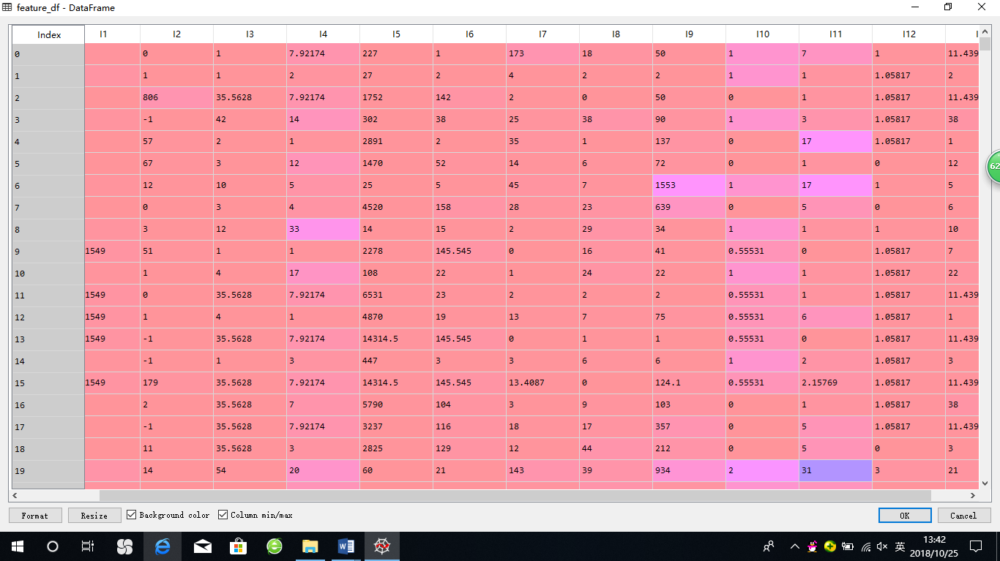 feature_df - DataFrame
Index I1 I2 I3 I4 I5 I6 I7 I8 I9 I10 I11 I12 I
0 0 1 7.92174 227 1 173 18 50 1 7 1 11.439
1 1 1 2 27 2 4 2 2 1 1 1.05817 2
2 806 35.5628 7.92174 1752 142 2 0 50 0 1 1.05817 11.439
3 -1 42 14 302 38 25 38 90 1 3 1.05817 38
4 57 2 1 2891 2 35 1 137 0 17 1.05817 1
5 67 3 12 1470 52 14 6 72 0 1 0 12
6 12 10 5 25 5 45 7 1553 1 17 1 5
7 0 3 4 4520 158 28 23 639 0 5 0 6
8 3 12 33 14 15 2 29 34 1 1 1 10
9 1549 51 1 1 2278 145.545 0 16 41 0.55531 0 1.05817 7
10 1 4 17 108 22 1 24 22 1 1 1.05817 22
11 1549 0 35.5628 7.92174 6531 23 2 2 2 0.55531 1 1.05817 11.439
12 1549 1 4 1 4870 19 13 7 75 0.55531 6 1.05817 1
13 1549 -1 35.5628 7.92174 14314.5 145.545 0 1 1 0.55531 0 1.05817 11.439
14 -1 1 3 447 3 3 6 6 1 2 1.05817 3
15 1549 179 35.5628 7.92174 14314.5 145.545 13.4087 0 124.1 0.55531 2.15769 1.05817 11.439
16 2 35.5628 7 5790 104 3 9 103 0 1 1.05817 38
17 -1 35.5628 7.92174 3237 116 18 17 357 0 5 1.05817 11.439
18 11 35.5628 3 2825 129 12 44 212 0 5 0 3
19 14 54 20 60 21 143 39 934 2 31 3 21
Format Resize Background color Column min/max OK Cancel
62
英 13:42
2018/10/25